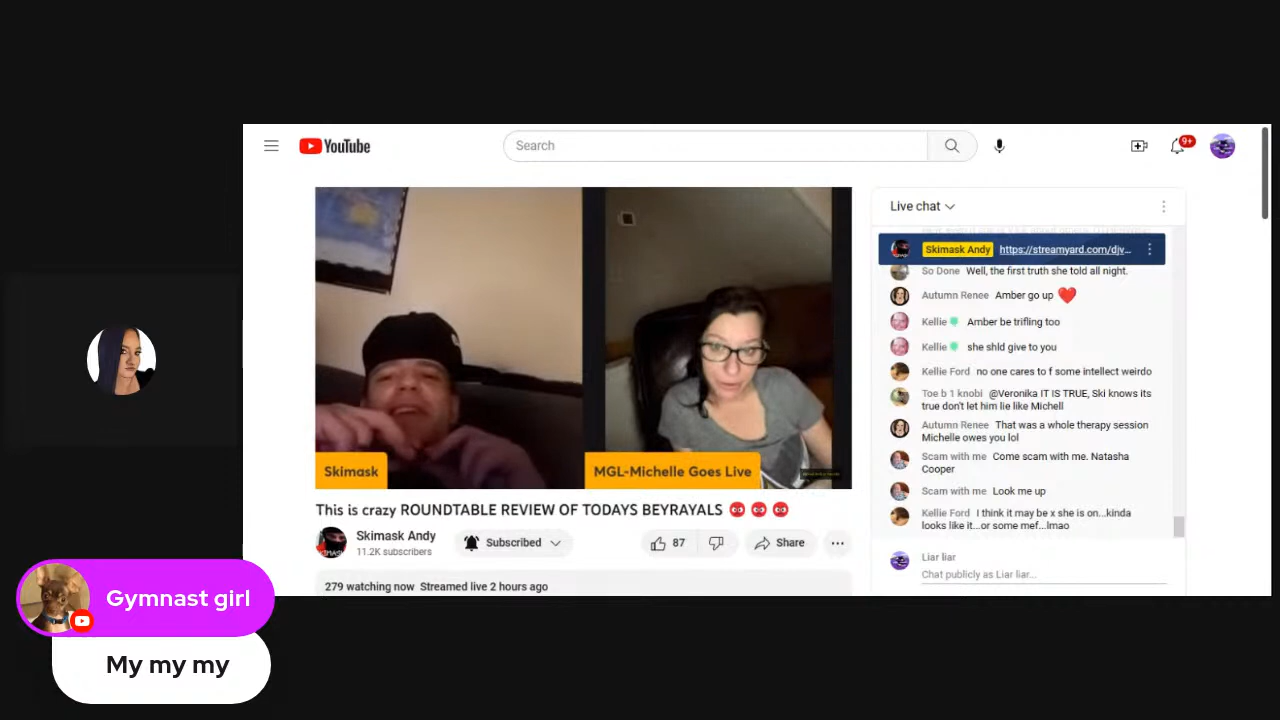 YouTube
Search
9+
Skimask
MGL-Michelle Goes Live
This is crazy ROUNDTABLE REVIEW OF TODAYS BEYRAYALS
Skimask Andy
11.2K subscribers
Subscribed
87
Share
279 watching now Streamed live 2 hours ago
Live chat
Skimask Andy https://streamyard.com/djv...
So Done Well, the first truth she told all night.
Autumn Renee Amber go up
Kellie Amber be trifling too
Kellie she shld give to you
Kellie Ford no one cares to f some intellect weirdo
Toe b 1 knobi @Veronika IT IS TRUE, Ski knows its
true don't let him lie like Michell
Autumn Renee That was a whole therapy session
Michelle owes you lol
Scam with me Come scam with me. Natasha
Cooper
Scam with me Look me up
Kellie Ford I think it may be x she is on...kinda
looks like it...or some mef...lmao
Liar liar
Chat publicly as Liar liar...
Gymnast girl
My my my